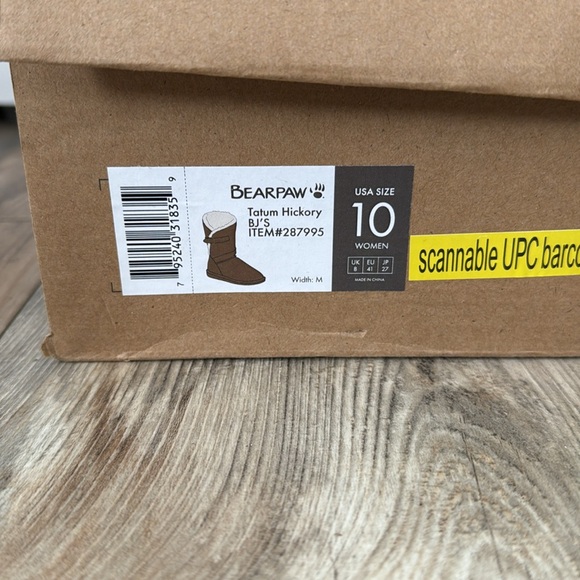 7 95240 31835 9
BEARPAW
Tatum Hickory
BJ'S
ITEM#287995
Width: M
USA SIZE
10
WOMEN
UK EU JP
8 41 27
MADE IN CHINA
scannable UPC barco